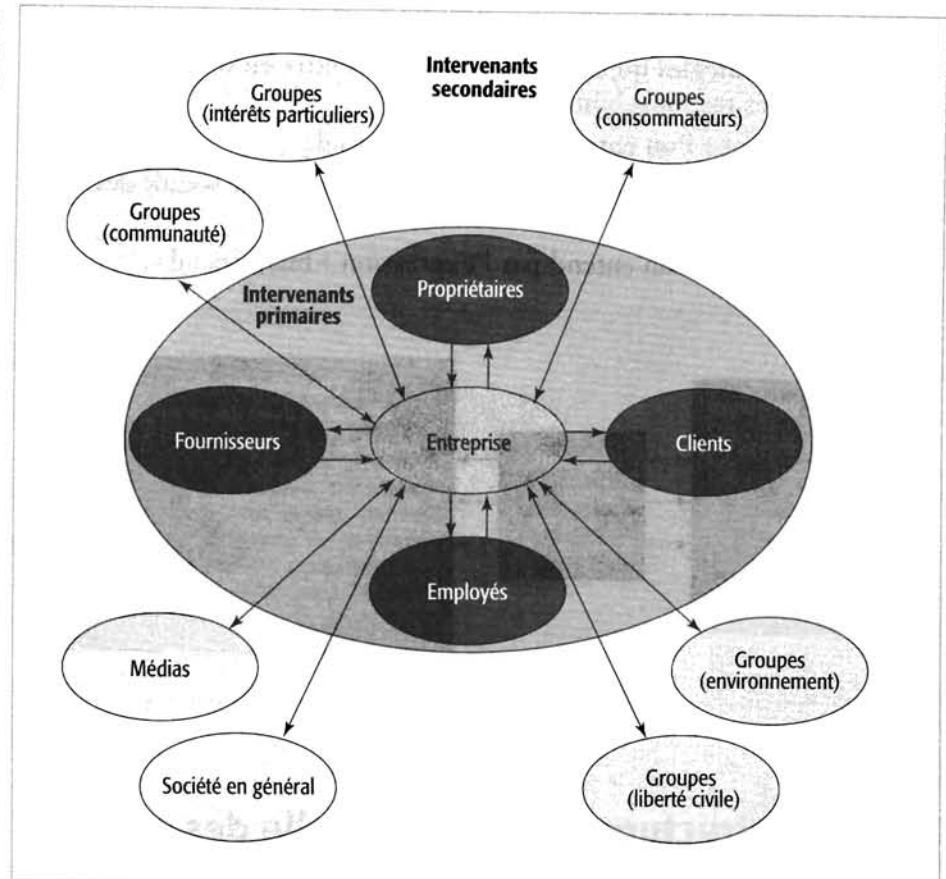 Intervenants
secondaires
Groupes
(intérêts particuliers)
Groupes
(consommateurs)
Groupes
(communauté)
Intervenants
primaires
Propriétaires
Fournisseurs
Entreprise
Clients
Employés
Médias
Groupes
(environnement)
Société en général
Groupes
(liberté civile)